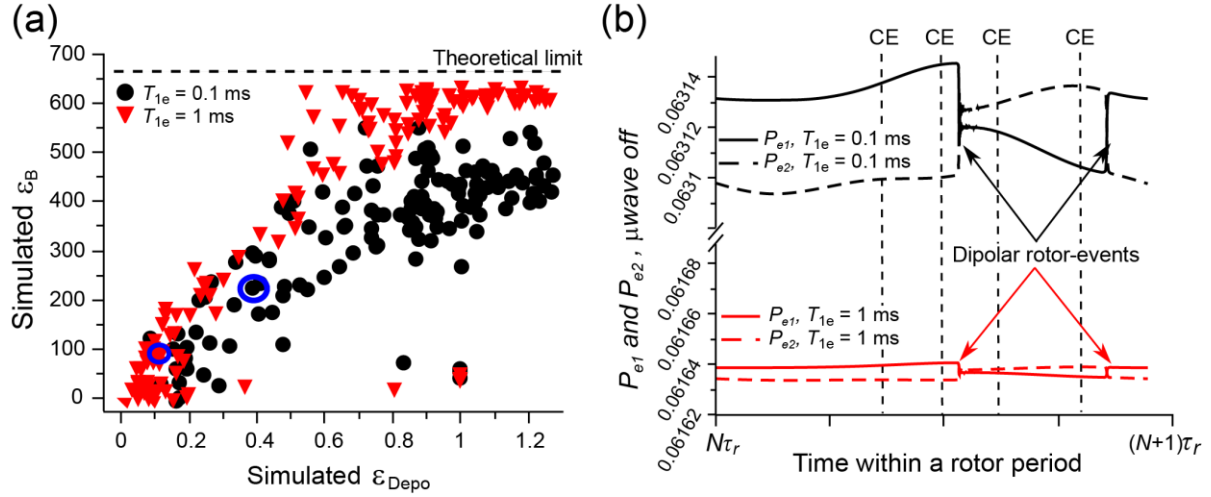 (a)
700
600
500
400
300
200
100
0
Simulated εB
Theoretical limit
T1e = 0.1 ms
T1e = 1 ms
0 0.2 0.4 0.6 0.8 1 1.2
Simulated εDepo
(b)
CE CE CE CE
0.06314
0.06312
0.0631
0.06168
0.06166
0.06164
0.06162
Pe1 and Pe2 , μwave off
Pe1, T1e = 0.1 ms
Pe2, T1e = 0.1 ms
Dipolar rotor-events
Pe1, T1e = 1 ms
Pe2, T1e = 1 ms
Nτr (N+1)τr
Time within a rotor period